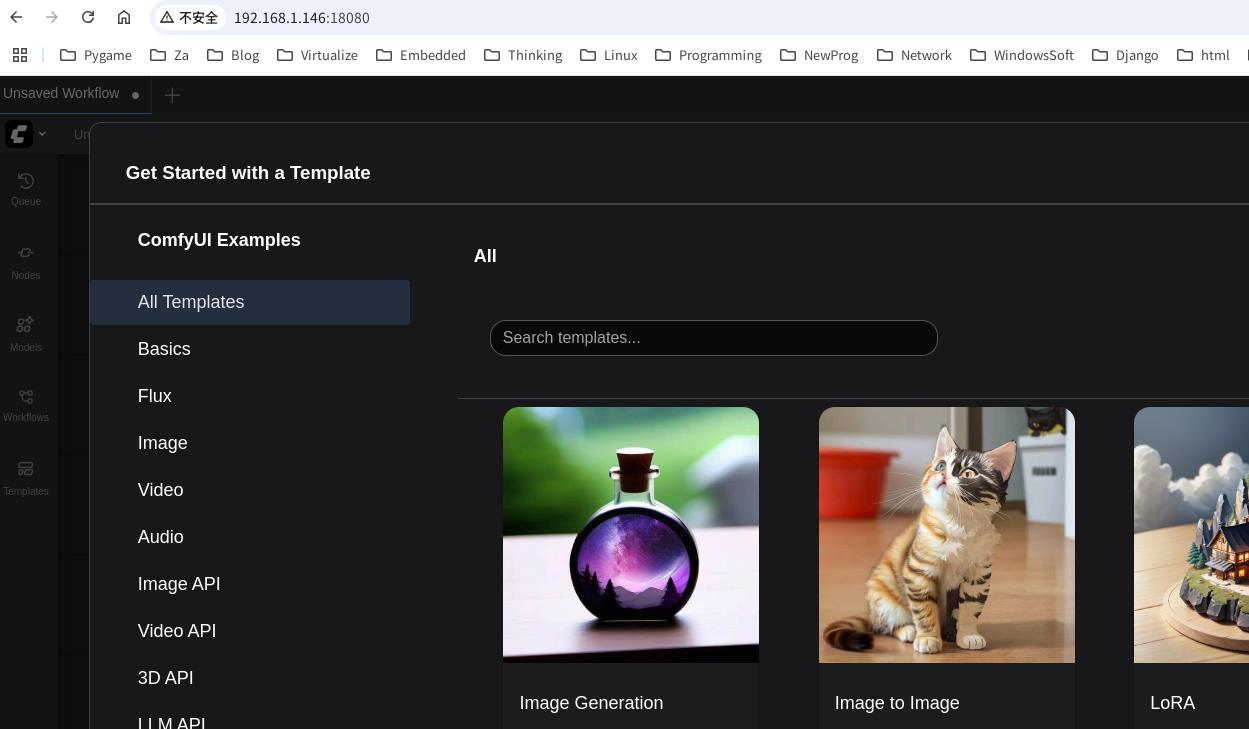 不安全 192.168.1.146:18080
Pygame Za Blog Virtualize Embedded Thinking Linux Programming NewProg Network WindowsSoft Django html
Unsaved Workflow
Un
Get Started with a Template
Queue
Nodes
Models
Workflows
Templates
ComfyUI Examples
All Templates
Basics
Flux
Image
Video
Audio
Image API
Video API
3D API
LLM API
All
Search templates...
Image Generation
Image to Image
LoRA